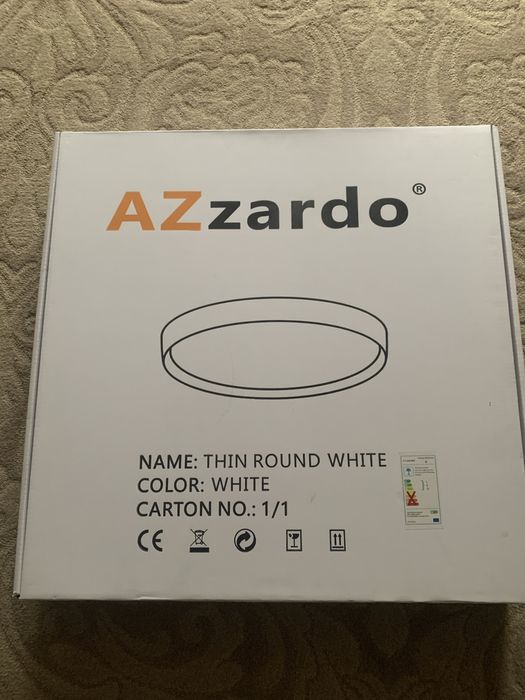 AZzardo®
NAME: THIN ROUND WHITE
COLOR: WHITE
CARTON NO.: 1/1
CE